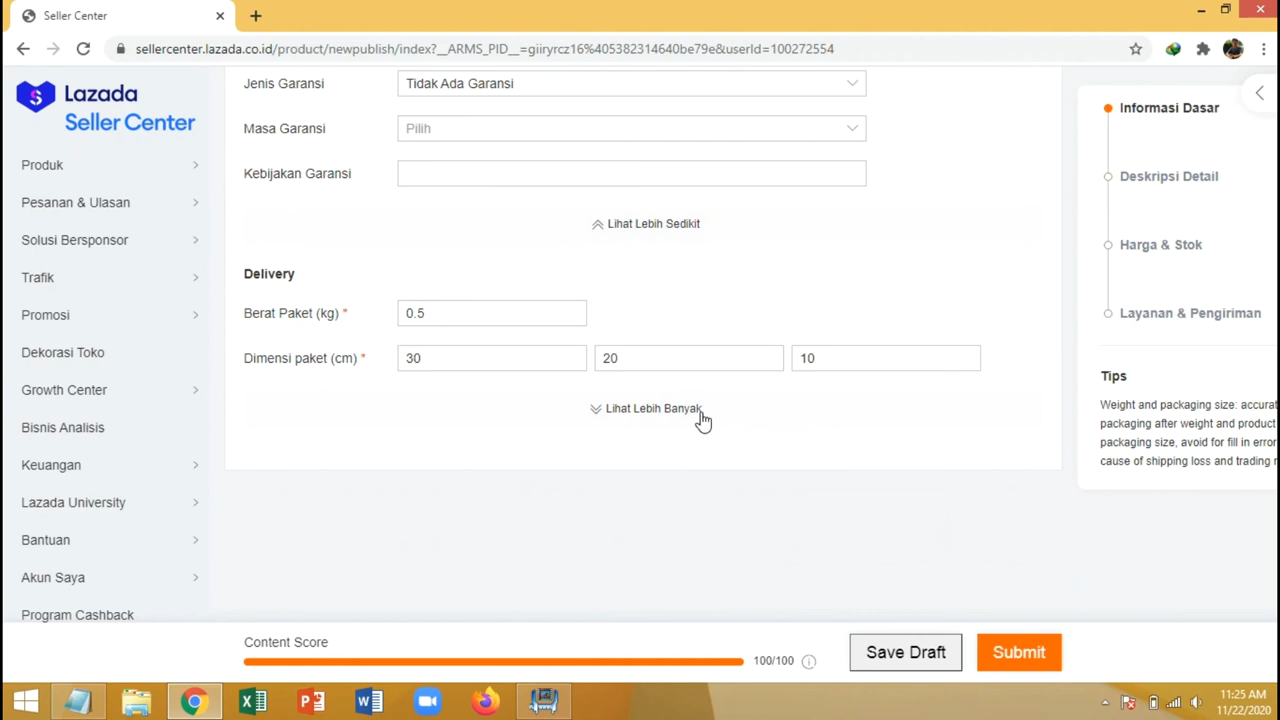 Seller Center
sellercenter.lazada.co.id/product/newpublish/index?__ARMS_PID__=giiryrcz16%405382314640be79e&userId=100272554
Lazada
Seller Center
Produk
Pesanan & Ulasan
Solusi Bersponsor
Trafik
Promosi
Dekorasi Toko
Growth Center
Bisnis Analisis
Keuangan
Lazada University
Bantuan
Akun Saya
Program Cashback
Jenis Garansi
Tidak Ada Garansi
Masa Garansi
Pilih
Kebijakan Garansi
Lihat Lebih Sedikit
Delivery
Berat Paket (kg) *
0.5
Dimensi paket (cm) *
30
20
10
Lihat Lebih Banyak
Informasi Dasar
Deskripsi Detail
Harga & Stok
Layanan & Pengiriman
Tips
Weight and packaging size: accurat
packaging after weight and product
packaging size, avoid for fill in error
cause of shipping loss and trading
Content Score
100/100
Save Draft
Submit
11:25 AM
11/22/2020